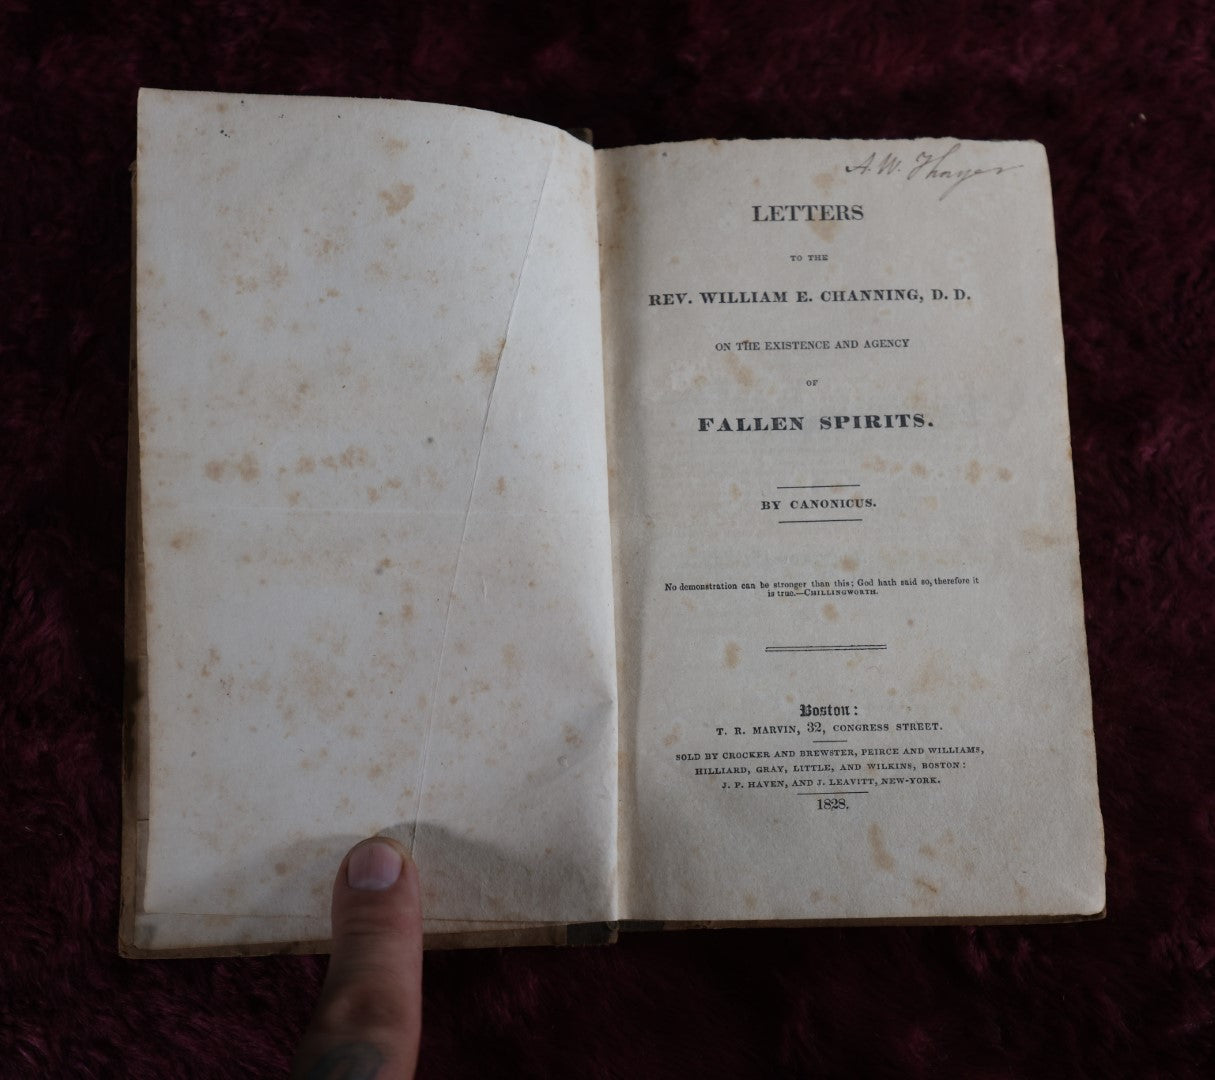 A. W. Thayer
LETTERS
TO THE
REV. WILLIAM E. CHANNING, D. D.
ON THE EXISTENCE AND AGENCY
OF
FALLEN SPIRITS.
BY CANONICUS.
No demonstration can be stronger than this; God hath said so, therefore it
is true.—CHILLINGWORTH.
Boston:
T. R. MARVIN, 32, CONGRESS STREET.
SOLD BY CROCKER AND BREWSTER, PEIRCE AND WILLIAMS,
HILLIARD, GRAY, LITTLE, AND WILKINS, BOSTON:
J. P. HAVEN, AND J. LEAVITT, NEW-YORK.
1828.